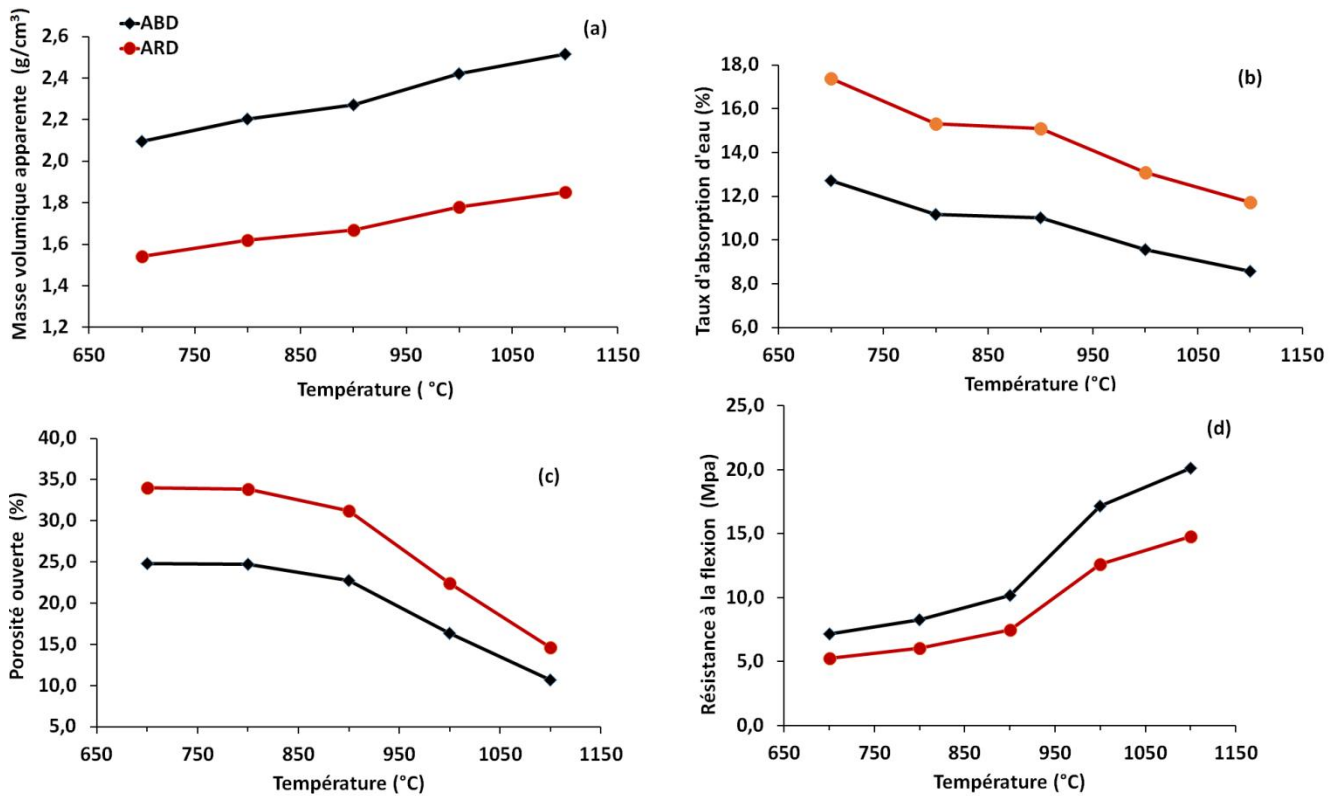 ABD
ARD
(a)
Masse volumique apparente (g/cm³)
2,6
2,4
2,2
2,0
1,8
1,6
1,4
1,2
650 750 850 950 1050 1150
Température ( °C)
(b)
Taux d'absorption d'eau (%)
18,0
16,0
14,0
12,0
10,0
8,0
6,0
650 750 850 950 1050 1150
Température (°C)
(c)
Porosité ouverte (%)
40,0
35,0
30,0
25,0
20,0
15,0
10,0
5,0
650 750 850 950 1050 1150
Température (°C)
(d)
Résistance à la flexion (Mpa)
25,0
20,0
15,0
10,0
5,0
0,0
650 750 850 950 1050 1150
Température (°C)